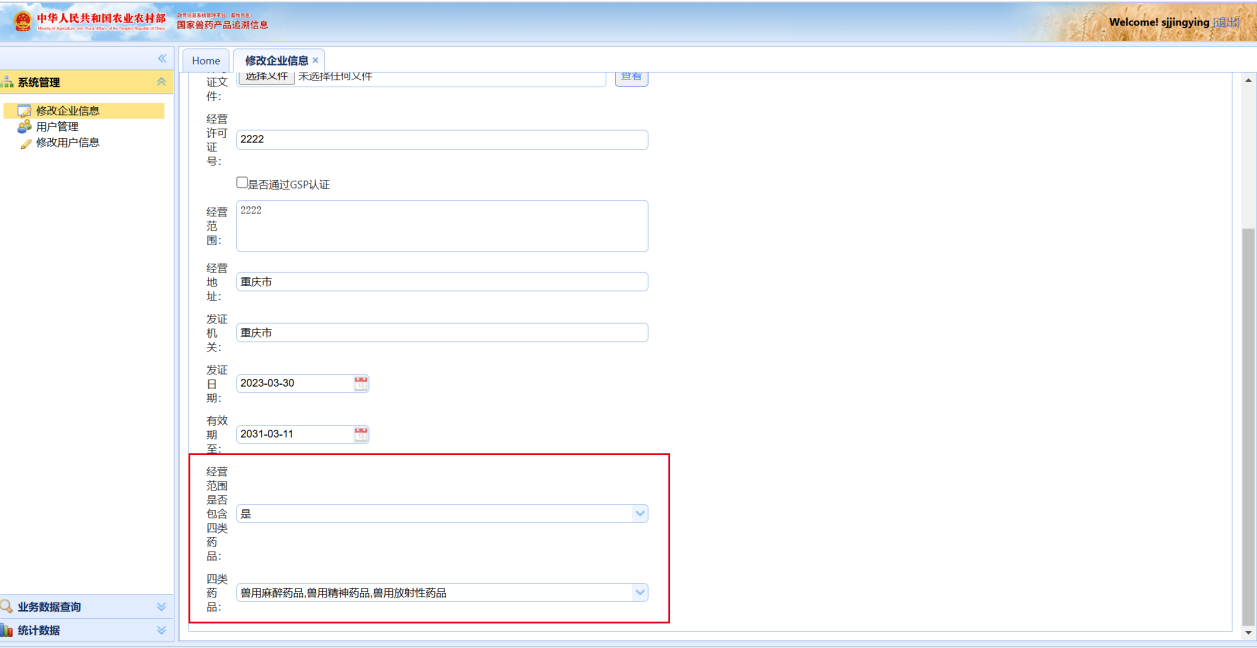 中华人民共和国农业农村部
国家兽药产品追溯信息
Welcome! sjjingying [退出]
Home
修改企业信息
系统管理
修改企业信息
用户管理
修改用户信息
业务数据查询
统计数据
证文
件:
选择文件 未选择任何文件
查看
经营
许可
证
号:
2222
是否通过GSP认证
经营
范
围:
2222
经营
地
址:
重庆市
发证
机
关:
重庆市
发证
日
期:
2023-03-30
有效
期
至:
2031-03-11
经营
范围
是否
包含
四类
药
品:
是
四类
药
品:
兽用麻醉药品,兽用精神药品,兽用放射性药品